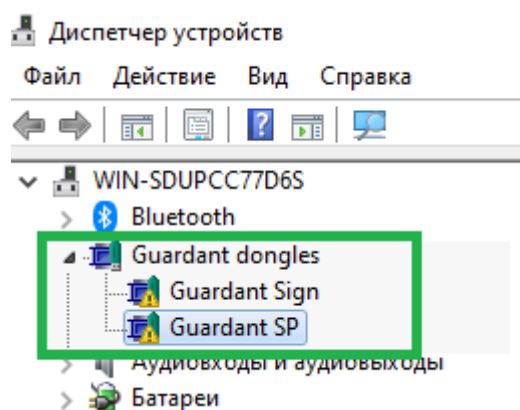 Диспетчер устройств
Файл Действие Вид Справка
WIN-SDUPCC77D6S
Bluetooth
Guardant dongles
Guardant Sign
Guardant SP
Аудиовходы и аудиовыходы
Батареи